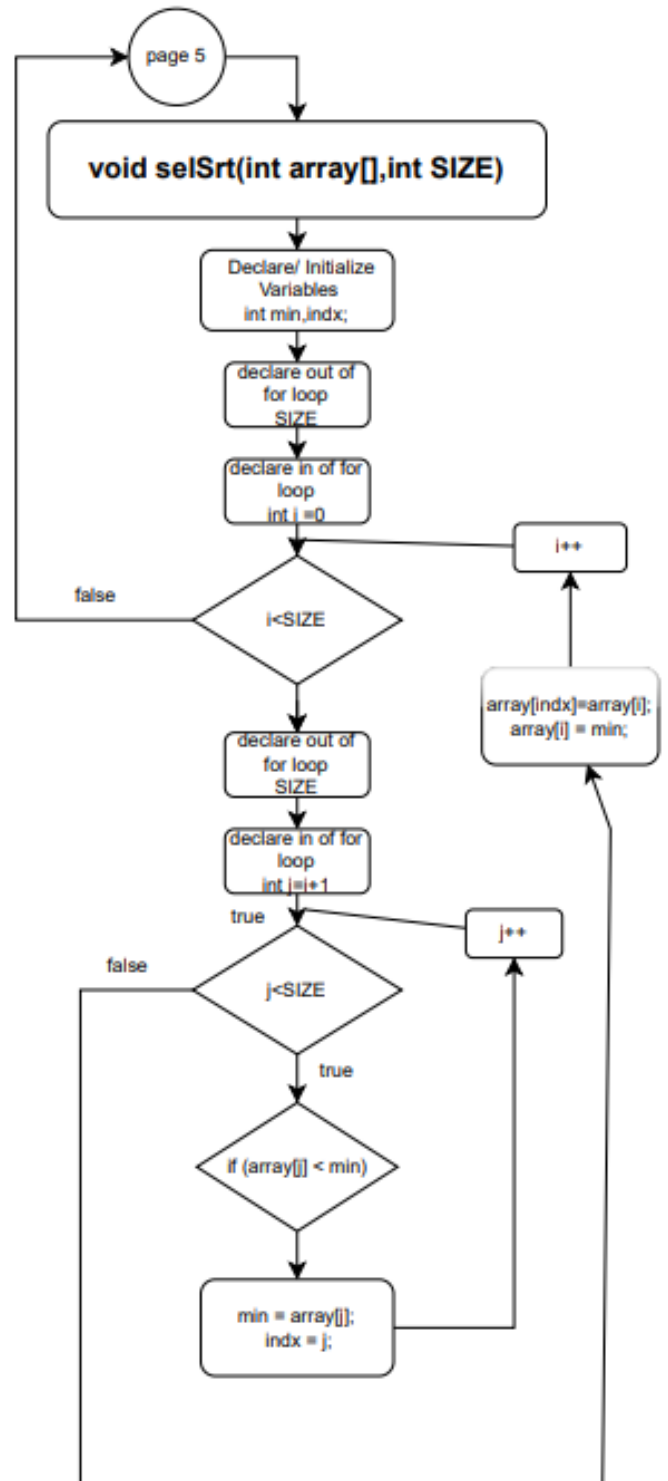 page 5
void selSrt(int array[],int SIZE)
Declare/ Initialize
Variables
int min,indx;
declare out of
for loop
SIZE
declare in of for
loop
int i =0
i++
false
i<SIZE
array[indx]=array[i];
array[i] = min;
declare out of
for loop
SIZE
declare in of for
loop
int j=i+1
true
j++
false
j<SIZE
true
if (array[j] < min)
min = array[j];
indx = j;